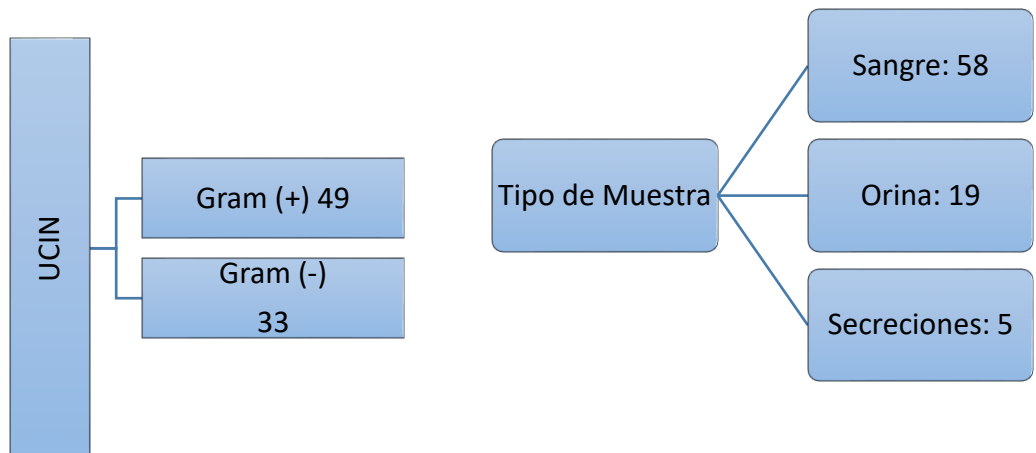 UCIN
Gram (+) 49
Gram (-)
33
Tipo de Muestra
Sangre: 58
Orina: 19
Secreciones: 5